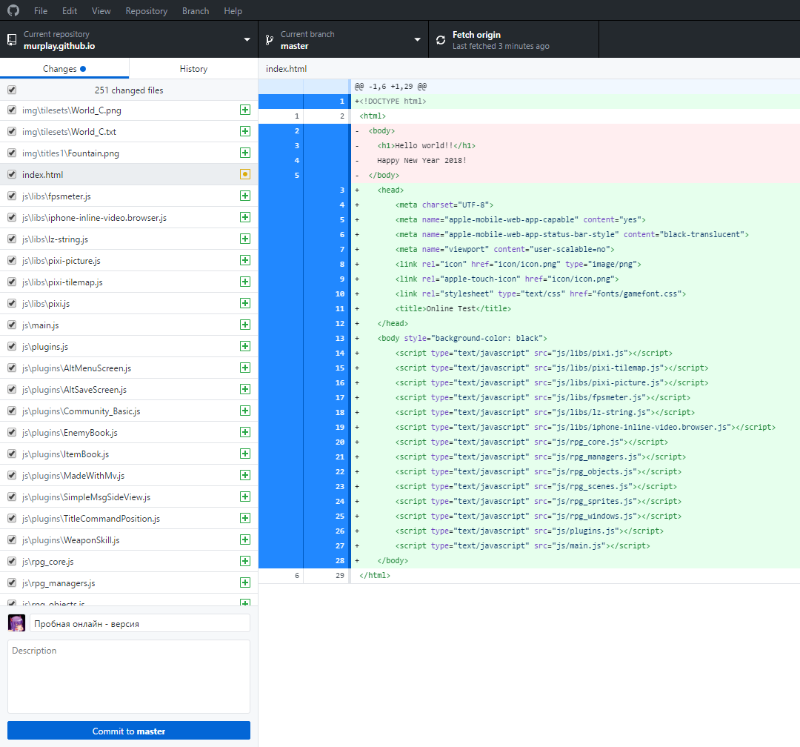 File Edit View Repository Branch Help
Current repository
murplay.github.io
Current branch
master
Fetch origin
Last fetched 3 minutes ago
Changes
History
251 changed files
img\tilesets\World_C.png
img\tilesets\World_C.txt
img\titles1\Fountain.png
index.html
js\libs\fpsmeter.js
js\libs\iphone-inline-video.browser.js
js\libs\lz-string.js
js\libs\pixi-picture.js
js\libs\pixi-tilemap.js
js\libs\pixi.js
js\main.js
js\plugins.js
js\plugins\AltMenuScreen.js
js\plugins\AltSaveScreen.js
js\plugins\Community_Basic.js
js\plugins\EnemyBook.js
js\plugins\ItemBook.js
js\plugins\MadeWithMv.js
js\plugins\SimpleMsgSideView.js
js\plugins\TitleCommandPosition.js
js\plugins\WeaponSkill.js
js\rpg_core.js
js\rpg_managers.js
js\rpg_objects.js
Пробная онлайн - версия
Description
Commit to master
index.html
@@ -1,6 +1,29 @@
1 +<!DOCTYPE html>
1 2 <html>
2 - <body>
3 - <h1>Hello world!!</h1>
4 - Happy New Year 2018!
5 - </body>
3 + <head>
4 + <meta charset="UTF-8">
5 + <meta name="apple-mobile-web-app-capable" content="yes">
6 + <meta name="apple-mobile-web-app-status-bar-style" content="black-translucent">
7 + <meta name="viewport" content="user-scalable=no">
8 + <link rel="icon" href="icon/icon.png" type="image/png">
9 + <link rel="apple-touch-icon" href="icon/icon.png">
10 + <link rel="stylesheet" type="text/css" href="fonts/gamefont.css">
11 + <title>Online Test</title>
12 + </head>
13 + <body style="background-color: black">
14 + <script type="text/javascript" src="js/libs/pixi.js"></script>
15 + <script type="text/javascript" src="js/libs/pixi-tilemap.js"></script>
16 + <script type="text/javascript" src="js/libs/pixi-picture.js"></script>
17 + <script type="text/javascript" src="js/libs/fpsmeter.js"></script>
18 + <script type="text/javascript" src="js/libs/lz-string.js"></script>
19 + <script type="text/javascript" src="js/libs/iphone-inline-video.browser.js"></script>
20 + <script type="text/javascript" src="js/rpg_core.js"></script>
21 + <script type="text/javascript" src="js/rpg_managers.js"></script>
22 + <script type="text/javascript" src="js/rpg_objects.js"></script>
23 + <script type="text/javascript" src="js/rpg_scenes.js"></script>
24 + <script type="text/javascript" src="js/rpg_sprites.js"></script>
25 + <script type="text/javascript" src="js/rpg_windows.js"></script>
26 + <script type="text/javascript" src="js/plugins.js"></script>
27 + <script type="text/javascript" src="js/main.js"></script>
28 + </body>
6 29 </html>